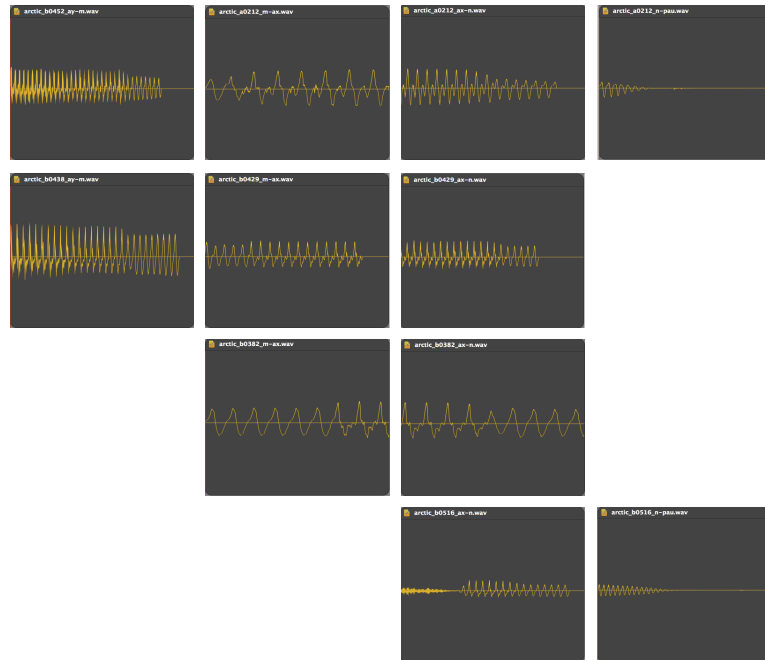 arctic_b0452_ay-m.wav
arctic_a0212_m-ax.wav
arctic_a0212_ax-n.wav
arctic_a0212_n-pau.wav
arctic_b0438_ay-m.wav
arctic_b0429_m-ax.wav
arctic_b0429_ax-n.wav
arctic_b0382_m-ax.wav
arctic_b0382_ax-n.wav
arctic_b0516_ax-n.wav
arctic_b0516_n-pau.wav